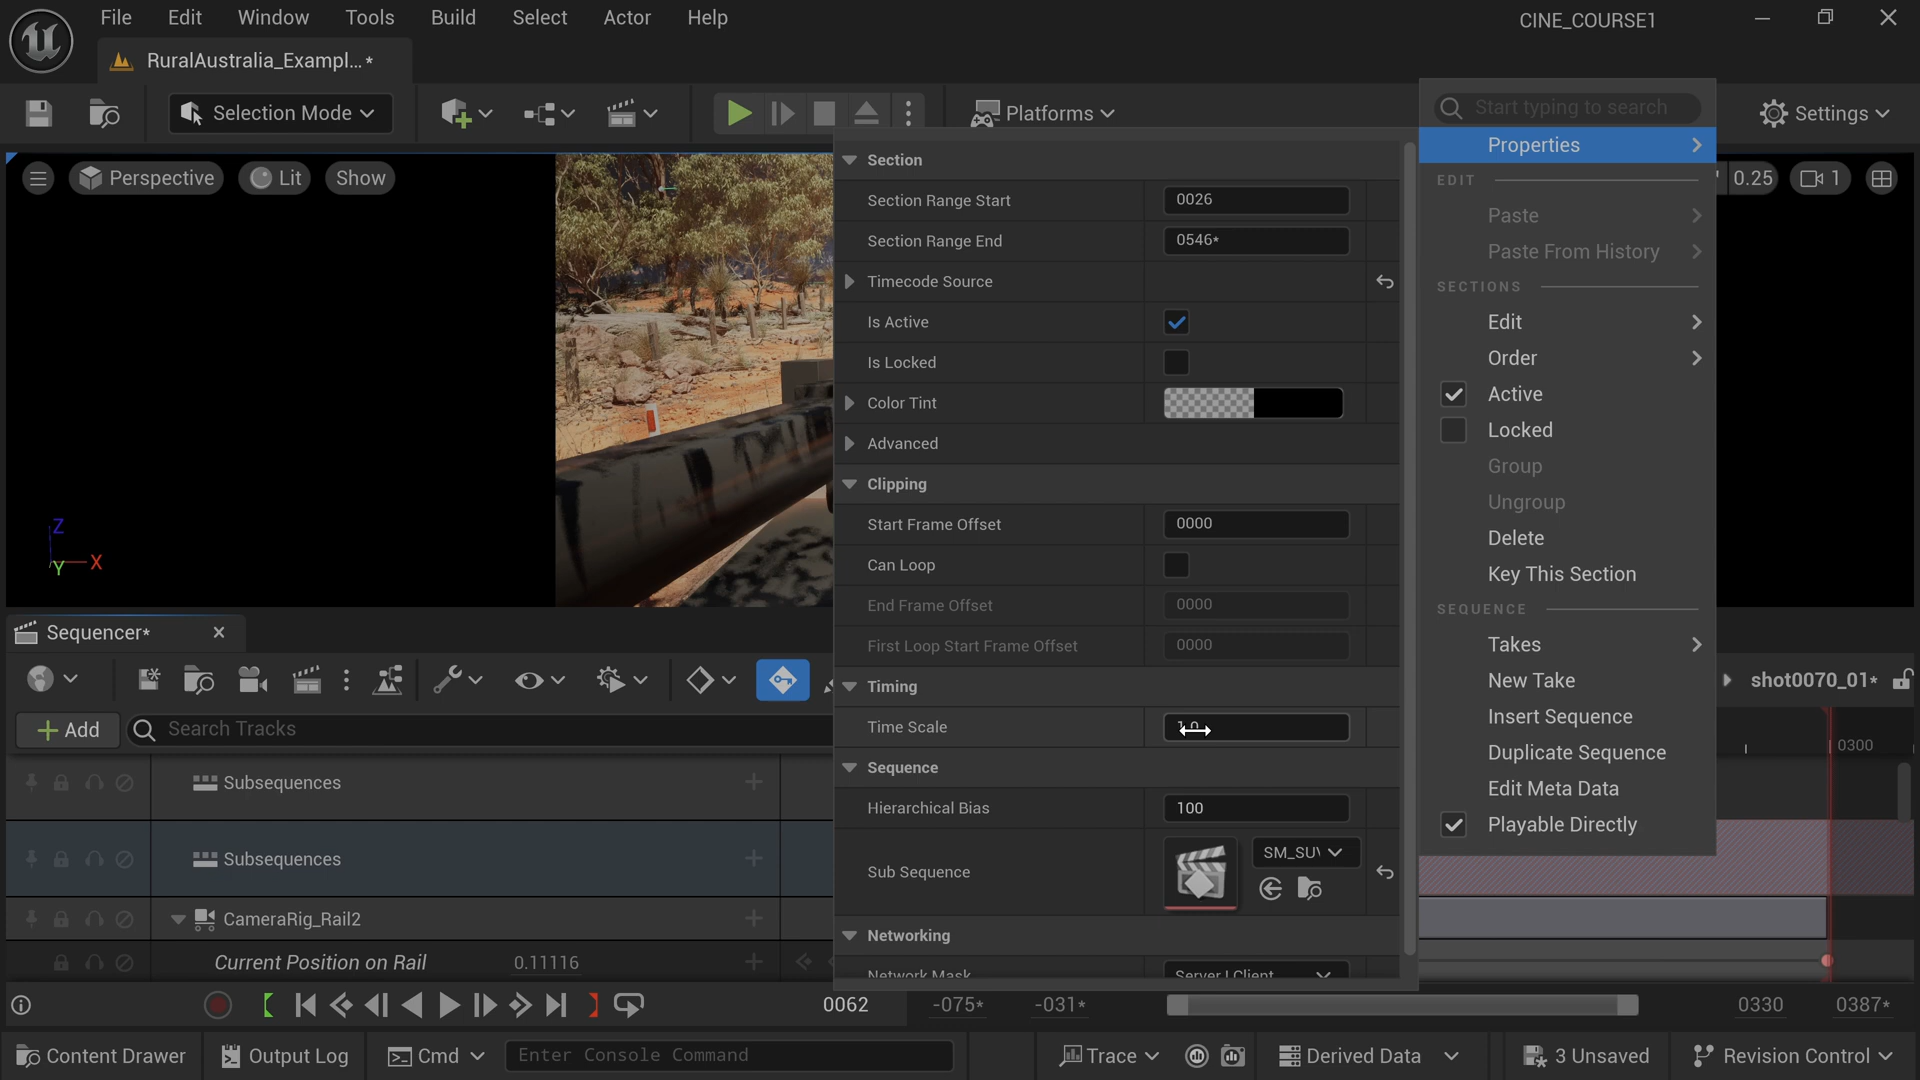 File Edit Window Tools Build Select Actor Help
CINE_COURSE1
RuralAustralia_Exampl...*
Selection Mode
Platforms
Settings
Start typing to search
Properties
Perspective
Lit
Show
0.25
1
Section
Section Range Start 0026
Section Range End 0546*
Timecode Source
Is Active
Is Locked
Color Tint
Advanced
Clipping
Start Frame Offset 0000
Can Loop
End Frame Offset 0000
First Loop Start Frame Offset 0000
Timing
Time Scale
Sequence
Hierarchical Bias 100
Sub Sequence SM_SU
Networking
Network Mask Server | Client
EDIT
Paste
Paste From History
SECTIONS
Edit
Order
Active
Locked
Group
Ungroup
Delete
Key This Section
SEQUENCE
Takes
New Take
Insert Sequence
Duplicate Sequence
Edit Meta Data
Playable Directly
Z
Y X
Sequencer*
shot0070_01*
Add
Search Tracks
0300
Subsequences
Subsequences
CameraRig_Rail2
Current Position on Rail 0.11116
0062 -075* -031* 0330 0387*
Content Drawer Output Log Cmd Enter Console Command Trace Derived Data 3 Unsaved Revision Control